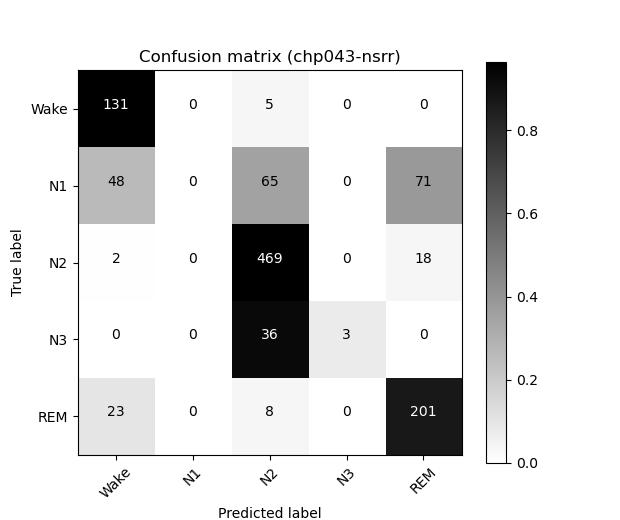 Confusion matrix (chp043-nsrr)
True label
Wake 131 0 5 0 0
N1 48 0 65 0 71
N2 2 0 469 0 18
N3 0 0 36 3 0
REM 23 0 8 0 201
Wake N1 N2 N3 REM
Predicted label
0.8
0.6
0.4
0.2
0.0